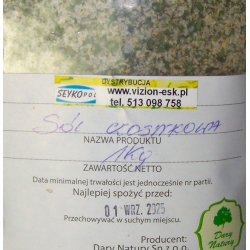 DYSTRYBUCJA
SEYKO POL
www.vizion-esk.pl
tel. 513 098 758
SÓL CZOSNKOWA
NAZWA PRODUKTU
1Kg
ZAWARTOŚĆ NETTO
Data minimalnej trwałości jest jednocześnie nr partii.
Najlepiej spożyć przed:
01 WRZ. 2025
Przechowywać w suchym miejscu.
Producent:
Dary Natury Sp z o.o.
Dary Natury